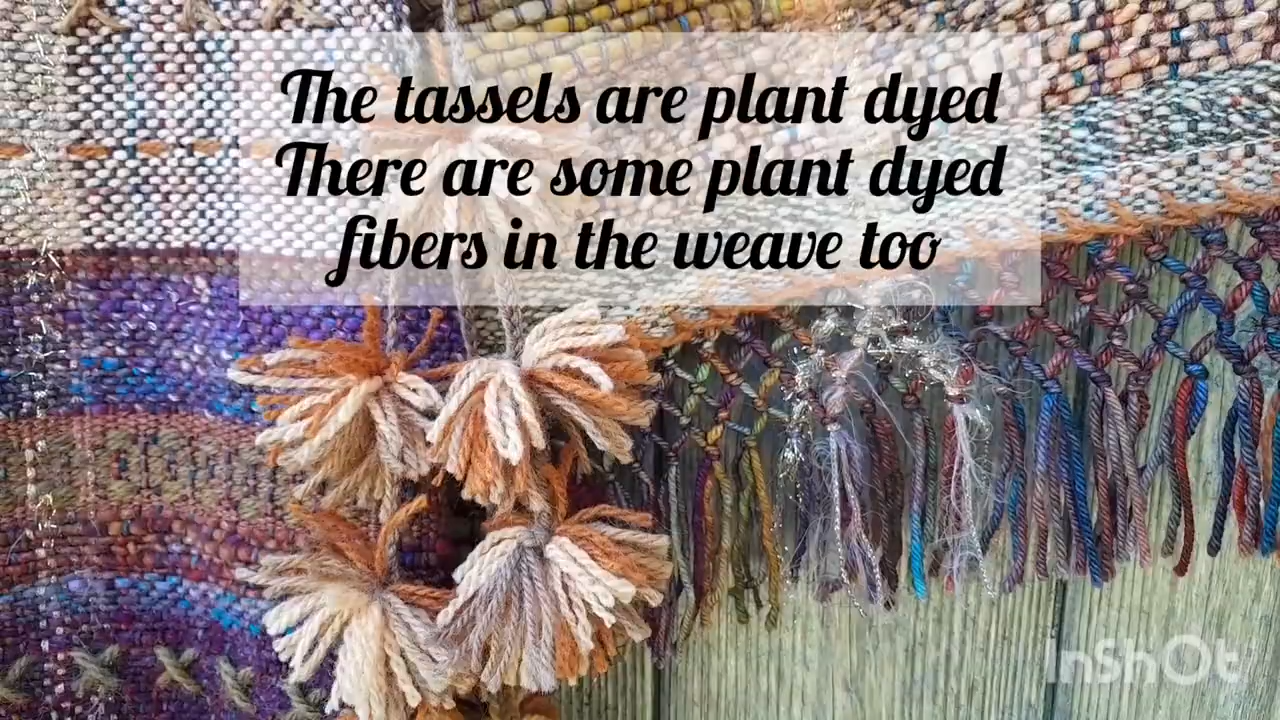 The tassels are plant dyed
There are some plant dyed
fibers in the weave too
InShOt